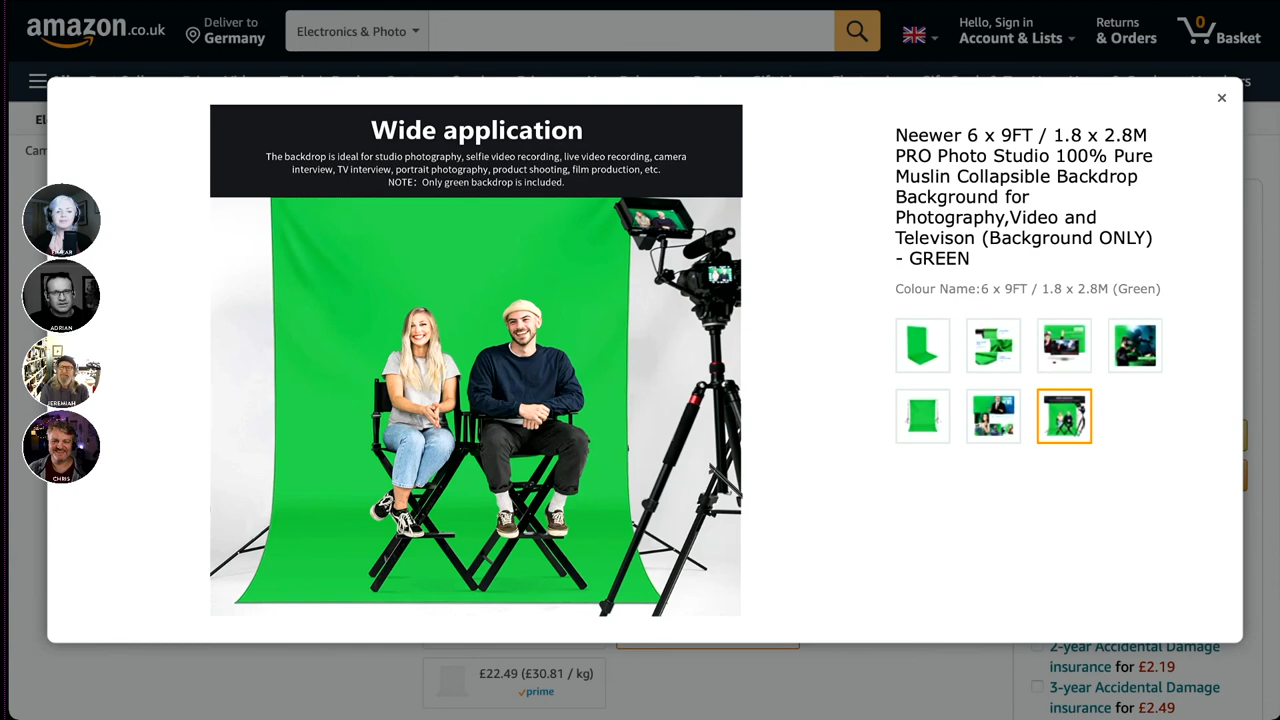 amazon.co.uk
Deliver to
Germany
Electronics & Photo
Hello, Sign in
Account & Lists
Returns
& Orders
0
Basket
Wide application
The backdrop is ideal for studio photography, selfie video recording, live video recording, camera
interview, TV interview, portrait photography, product shooting, film production, etc.
NOTE: Only green backdrop is included.
Neewer 6 x 9FT / 1.8 x 2.8M
PRO Photo Studio 100% Pure
Muslin Collapsible Backdrop
Background for
Photography,Video and
Televison (Background ONLY)
- GREEN
Colour Name:6 x 9FT / 1.8 x 2.8M (Green)
ADRIAN
JEREMIAH
CHRIS
£22.49 (£30.81 / kg)
prime
2-year Accidental Damage
insurance for £2.19
3-year Accidental Damage
insurance for £2.49